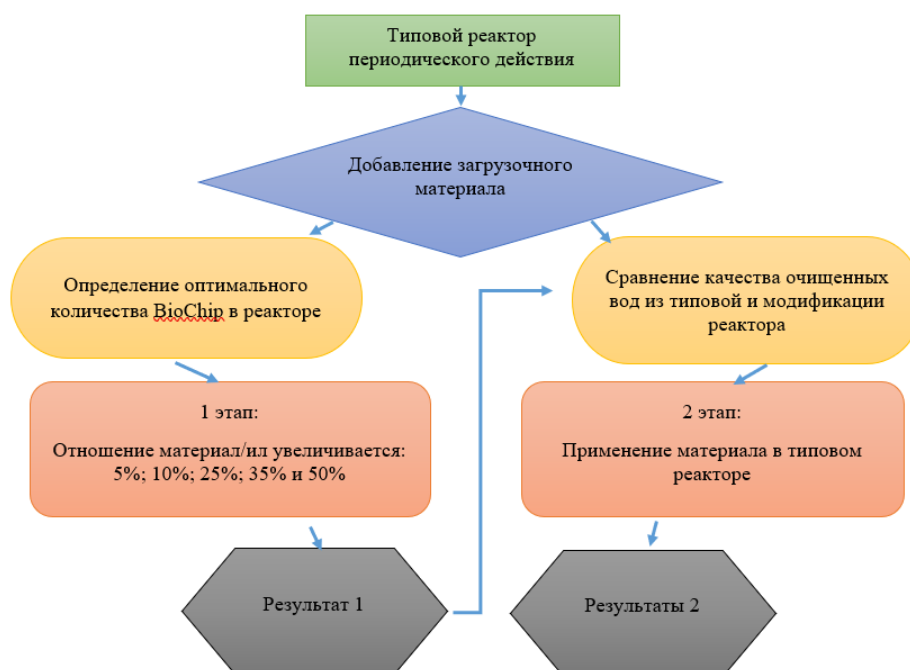 Типовой реактор
периодического действия
Добавление загрузочного
материала
Определение оптимального
количества BioChip в реакторе
Сравнение качества очищенных
вод из типовой и модификации
реактора
1 этап:
Отношение материал/ил увеличивается:
5%; 10%; 25%; 35% и 50%
2 этап:
Применение материала в типовом
реакторе
Результат 1
Результаты 2